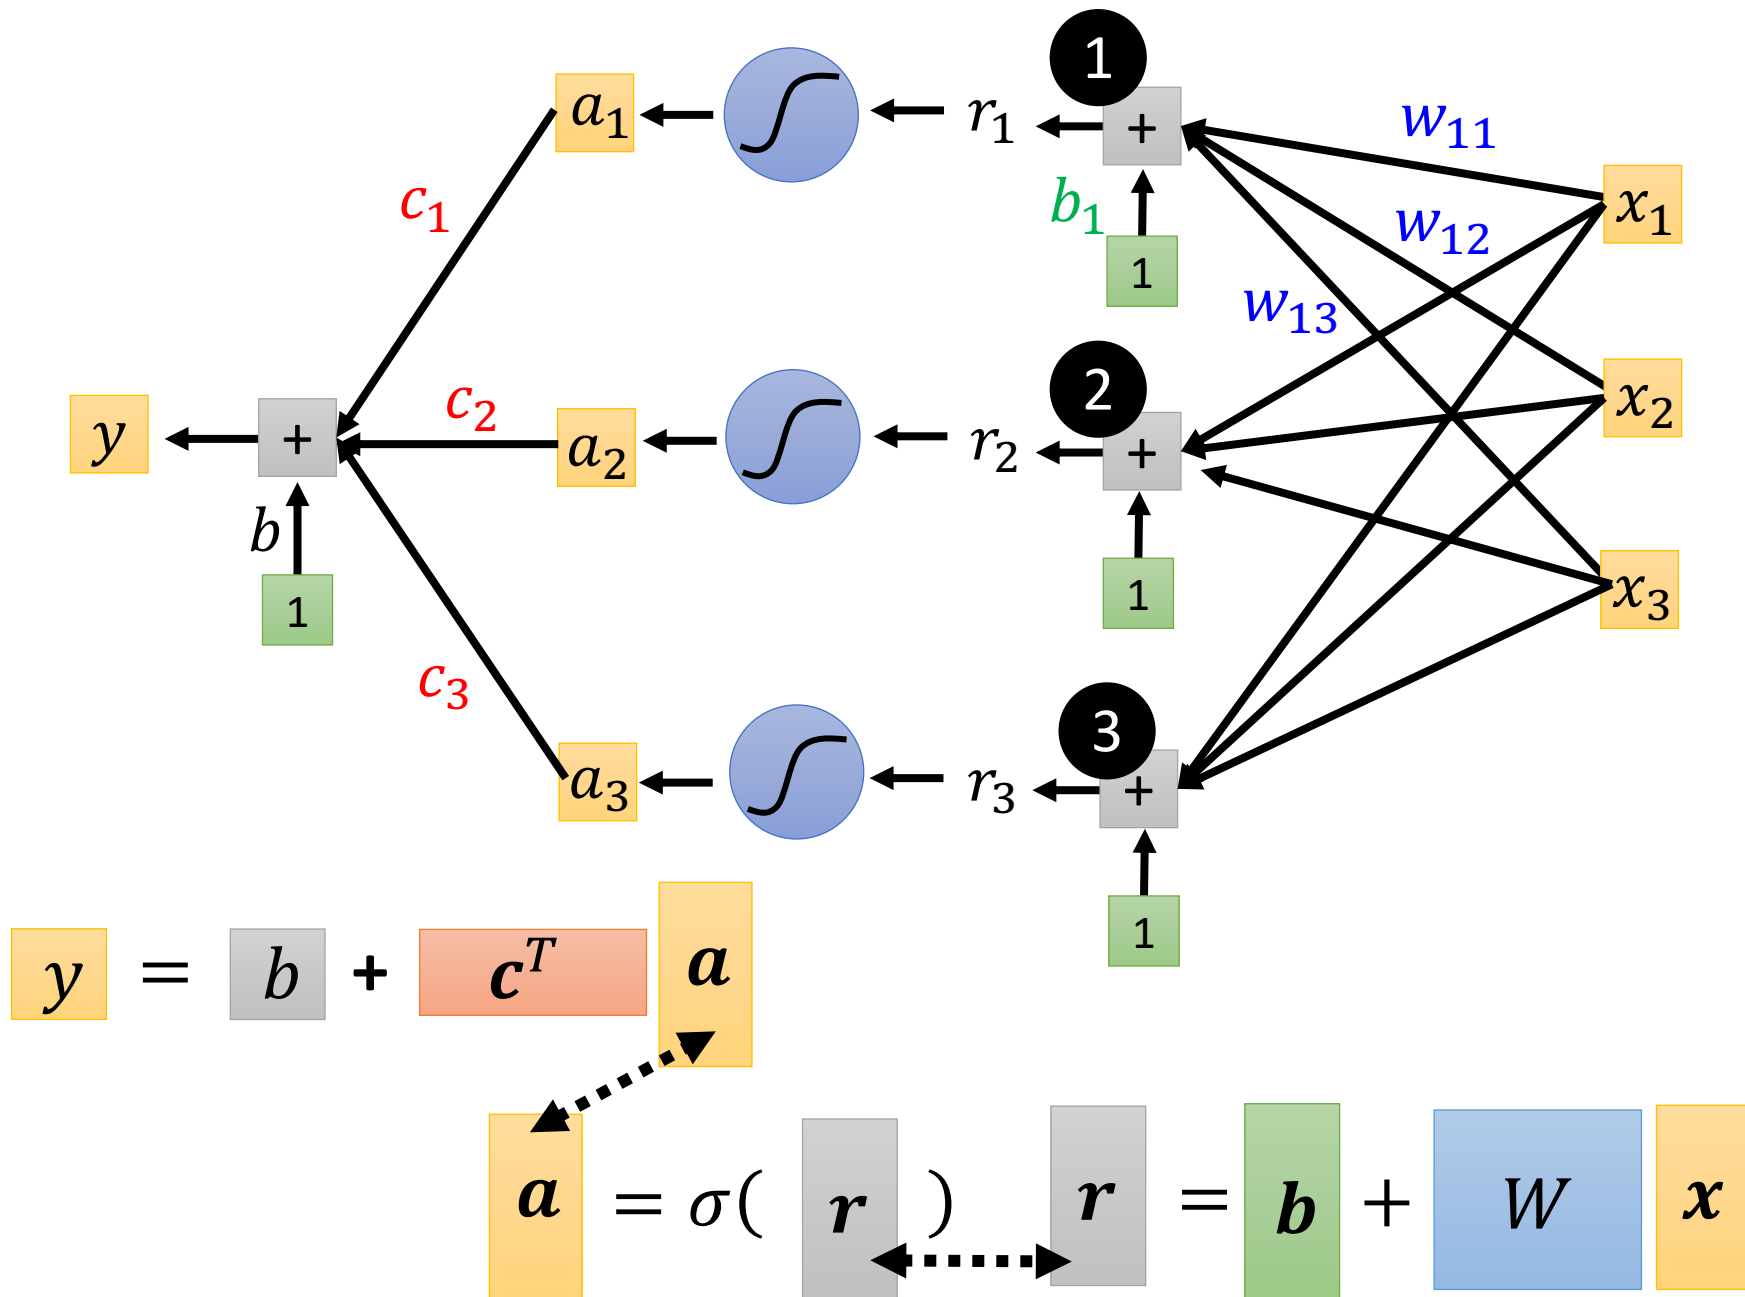 1
a₁ r₁ + w₁₁
c₁ b₁ w₁₂ x₁
1
w₁₃
2
y + c₂ a₂ r₂ + x₂
b
1 1 x₃
c₃
3
a₃ r₃ +
1
y = b + cᵀ a
a = σ( r ) r = b + W x